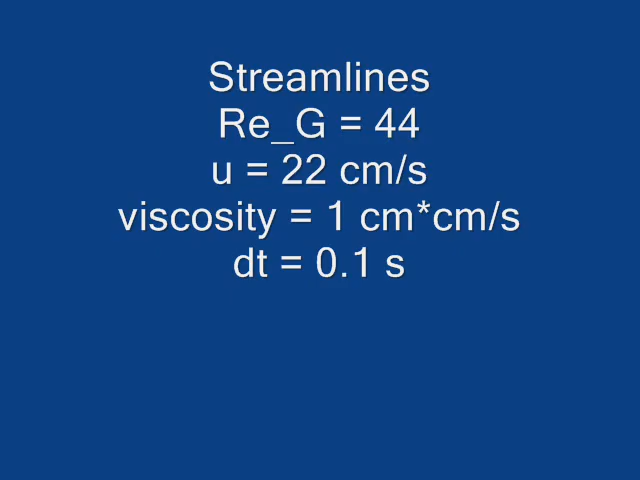 Streamlines
Re_G = 44
u = 22 cm/s
viscosity = 1 cm*cm/s
dt = 0.1 s